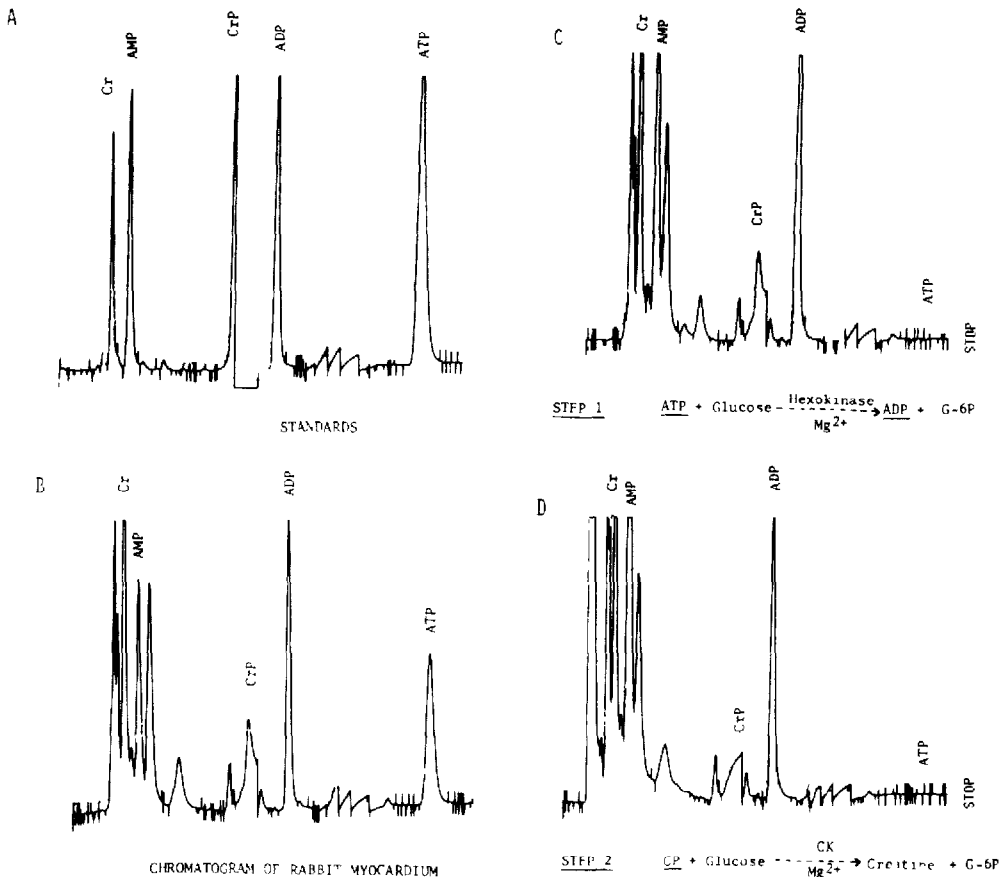 A
Cr
AMP
CrP
ADP
ATP
STANDARDS
B
Cr
AMP
CrP
ADP
ATP
CHROMATOGRAM OF RABBIT MYOCARDIUM
C
Cr
AMP
CrP
ADP
ATP
STOP
STEP 1 ATP + Glucose Hexokinase Mg2+ ADP + G-6P
D
Cr
AMP
CrP
ADP
ATP
STOP
STEP 2 CP + Glucose CK Mg2+ Creatine + G-6P